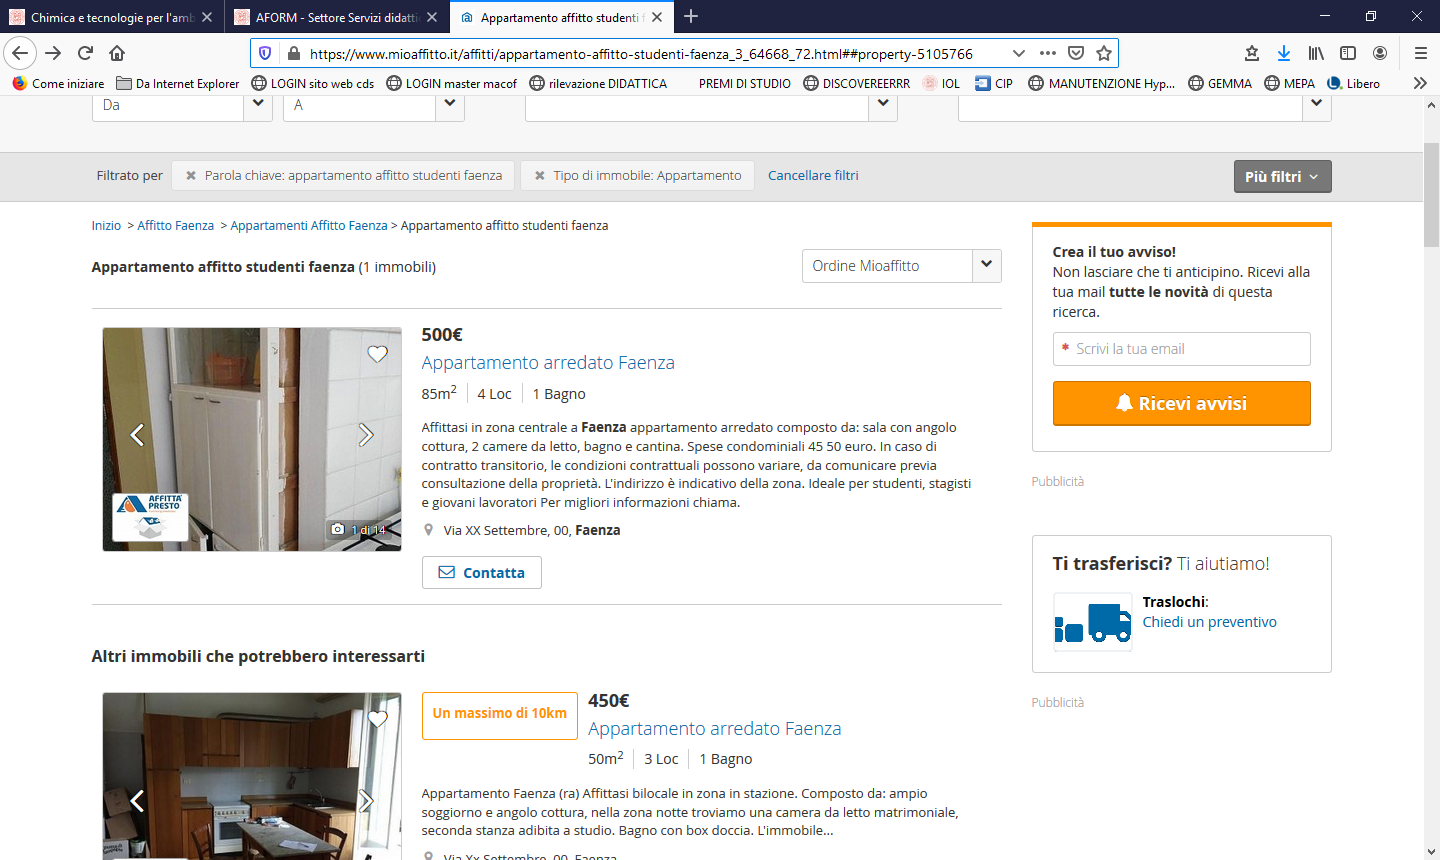 Chimica e tecnologie per l'amb
AFORM - Settore Servizi didatti
Appartamento affitto studenti f
https://www.mioaffitto.it/affitti/appartamento-affitto-studenti-faenza_3_64668_72.html##property-5105766
Come iniziare
Da Internet Explorer
LOGIN sito web cds
LOGIN master macof
rilevazione DIDATTICA
PREMI DI STUDIO
DISCOVEREERRR
IOL
CIP
MANUTENZIONE Hyp...
GEMMA
MEPA
Libero
Da
A
Filtrato per
Parola chiave: appartamento affitto studenti faenza
Tipo di immobile: Appartamento
Cancellare filtri
Più filtri
Inizio > Affitto Faenza > Appartamenti Affitto Faenza > Appartamento affitto studenti faenza
Appartamento affitto studenti faenza (1 immobili)
Ordine Mioaffitto
500€
Appartamento arredato Faenza
85m2 4 Loc 1 Bagno
Affittasi in zona centrale a Faenza appartamento arredato composto da: sala con angolo
cottura, 2 camere da letto, bagno e cantina. Spese condominiali 45 50 euro. In caso di
contratto transitorio, le condizioni contrattuali possono variare, da comunicare previa
consultazione della proprietà. L'indirizzo è indicativo della zona. Ideale per studenti, stagisti
e giovani lavoratori Per migliori informazioni chiama.
AFFITTA
PRESTO
1 di 14
Via XX Settembre, 00, Faenza
Contatta
Altri immobili che potrebbero interessarti
Un massimo di 10km
450€
Appartamento arredato Faenza
50m2 3 Loc 1 Bagno
Appartamento Faenza (ra) Affittasi bilocale in zona in stazione. Composto da: ampio
soggiorno e angolo cottura, nella zona notte troviamo una camera da letto matrimoniale,
seconda stanza adibita a studio. Bagno con box doccia. L'immobile...
Via Xx Settembre, 00, Faenza
Crea il tuo avviso!
Non lasciare che ti anticipino. Ricevi alla
tua mail tutte le novità di questa
ricerca.
* Scrivi la tua email
Ricevi avvisi
Pubblicità
Ti trasferisci? Ti aiutiamo!
Traslochi:
Chiedi un preventivo
Pubblicità